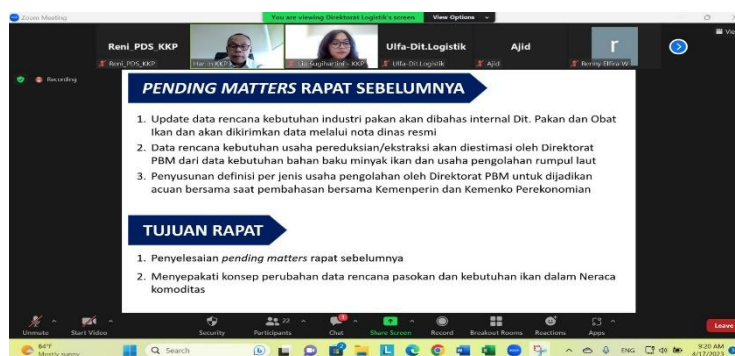 Zoom Meeting
You are viewing Direktorat Logistik's screen
View Options
Reni_PDS_KKP
Ulfa-Dit.Logistik
Ajid
r
View
Reni_PDS_KKP
Ulfa-Dit.Logistik
Ajid
Renny Elfira W
Recording
PENDING MATTERS RAPAT SEBELUMNYA
1. Update data rencana kebutuhan industri pakan akan dibahas internal Dit. Pakan dan Obat
Ikan dan akan dikirimkan data melalui nota dinas resmi
2. Data rencana kebutuhan usaha pereduksian/ekstraksi akan diestimasi oleh Direktorat
PBM dari data kebutuhan bahan baku minyak ikan dan usaha pengolahan rumpul laut
3. Penyusunan definisi per jenis usaha pengolahan oleh Direktorat PBM untuk dijadikan
acuan bersama saat pembahasan bersama Kemenperin dan Kemenko Perekonomian
TUJUAN RAPAT
1. Penyelesaian pending matters rapat sebelumnya
2. Menyepakati konsep perubahan data rencana pasokan dan kebutuhan ikan dalam Neraca
komoditas
Unmute
Start Video
Security
Participants
22
Chat
Share Screen
Record
Breakout Rooms
Reactions
Apps
Leave
84°F
Mostly sunny
Search
ENG
9:20 AM
4/17/2023